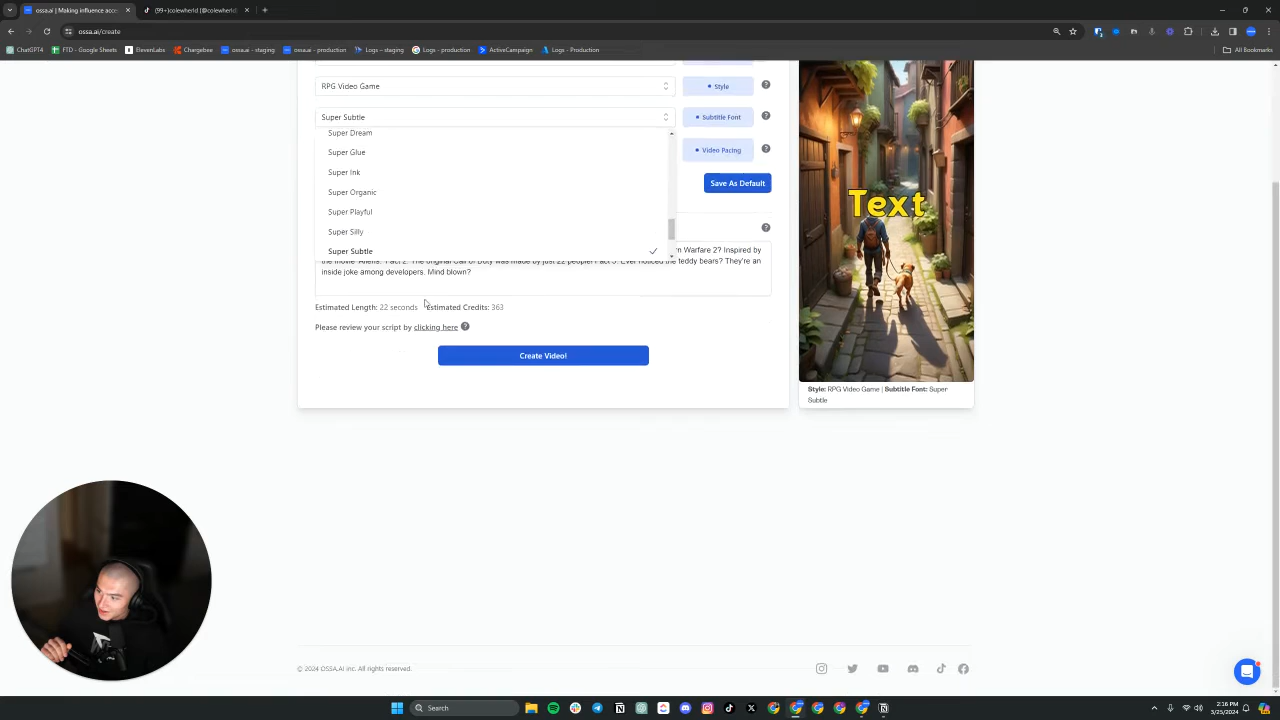 ossa.ai | Making influence acce
(99+)colewherld (@colewherld
ossa.ai/create
ChatGPT4
FTD - Google Sheets
ElevenLabs
Chargebee
ossa.ai - staging
ossa.ai - production
Logs – staging
Logs - production
ActiveCampaign
Logs - Production
All Bookmarks
RPG Video Game
Style
Super Subtle
Subtitle Font
Super Dream
Super Glue
Video Pacing
Super Ink
Super Organic
Save As Default
Super Playful
Super Silly
Super Subtle
rn Warfare 2? Inspired by
the movie 'Aliens.' Fact 2: The original Call of Duty was made by just 22 people! Fact 3: Ever noticed the teddy bears? They're an
inside joke among developers. Mind blown?
Estimated Length: 22 seconds
Estimated Credits: 363
Please review your script by clicking here
Create Video!
Text
Style: RPG Video Game | Subtitle Font: Super
Subtle
© 2024 OSSA.AI inc. All rights reserved.
Search
2:16 PM
3/25/2024